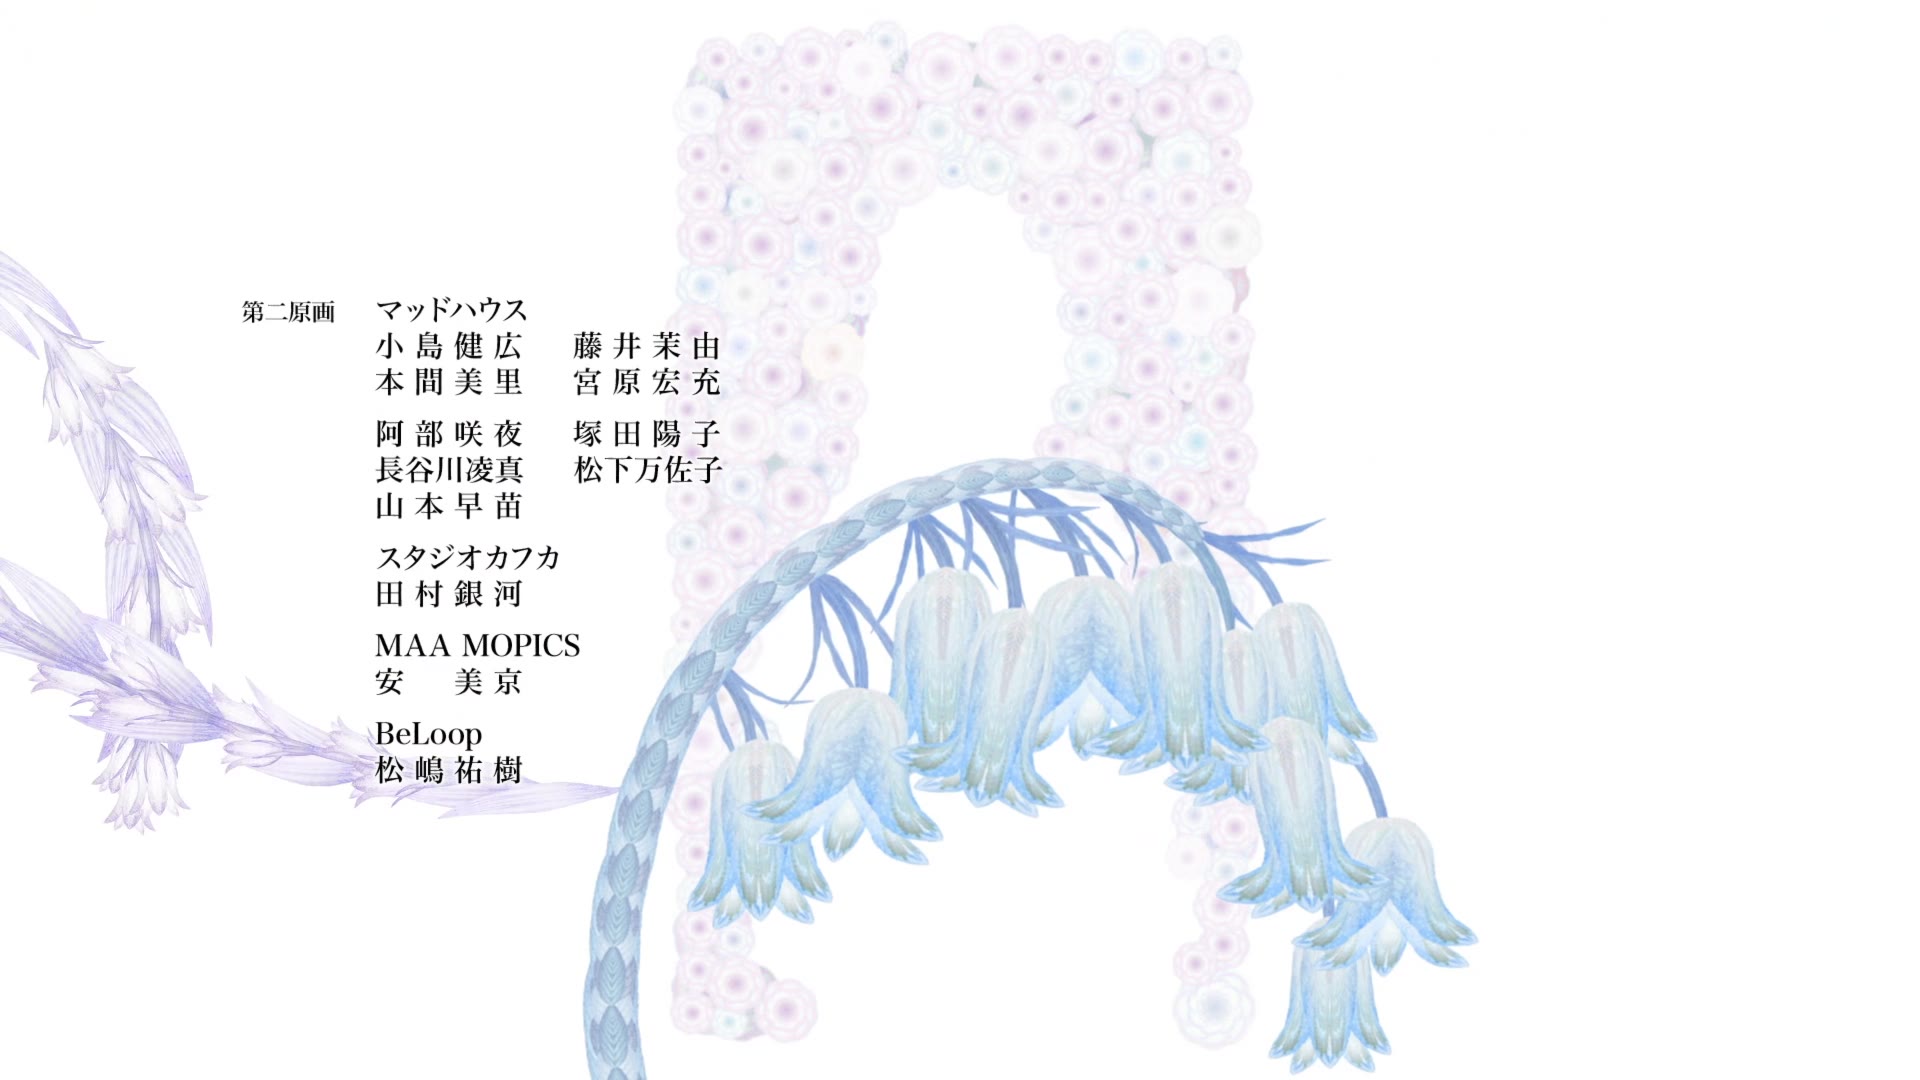 第二原画 マッドハウス
小島健広 藤井茉由
本間美里 宮原宏充
阿部咲夜 塚田陽子
長谷川凌真 松下万佐子
山本早苗
スタジオカフカ
田村銀河
MAA MOPICS
安 美京
BeLoop
松嶋祐樹